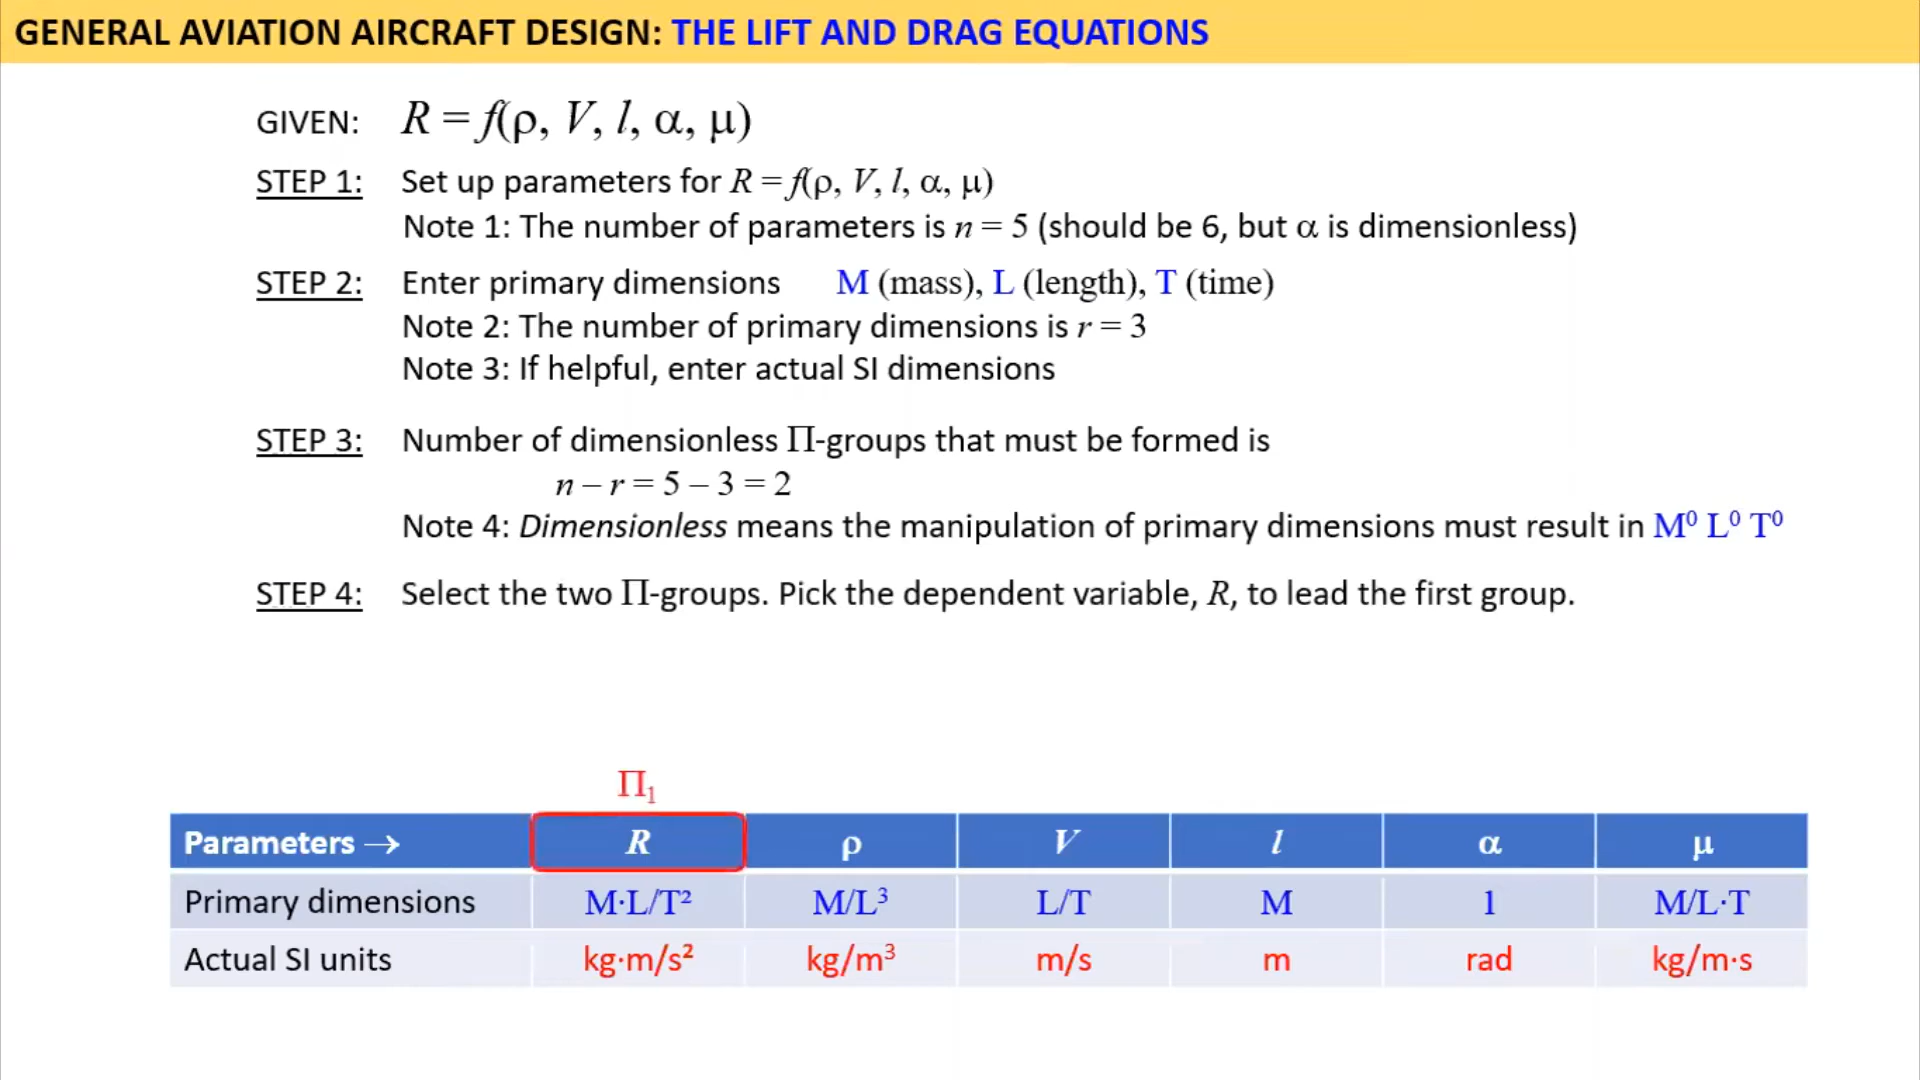 GENERAL AVIATION AIRCRAFT DESIGN: THE LIFT AND DRAG EQUATIONS
GIVEN: R = f(ρ, V, l, α, μ)
STEP 1: Set up parameters for R = f(ρ, V, l, α, μ)
Note 1: The number of parameters is n = 5 (should be 6, but α is dimensionless)
STEP 2: Enter primary dimensions M (mass), L (length), T (time)
Note 2: The number of primary dimensions is r = 3
Note 3: If helpful, enter actual SI dimensions
STEP 3: Number of dimensionless Π-groups that must be formed is
n – r = 5 – 3 = 2
Note 4: Dimensionless means the manipulation of primary dimensions must result in M⁰ L⁰ T⁰
STEP 4: Select the two Π-groups. Pick the dependent variable, R, to lead the first group.
Π₁
Parameters → R ρ V l α μ
Primary dimensions M·L/T² M/L³ L/T M 1 M/L·T
Actual SI units kg·m/s² kg/m³ m/s m rad kg/m·s